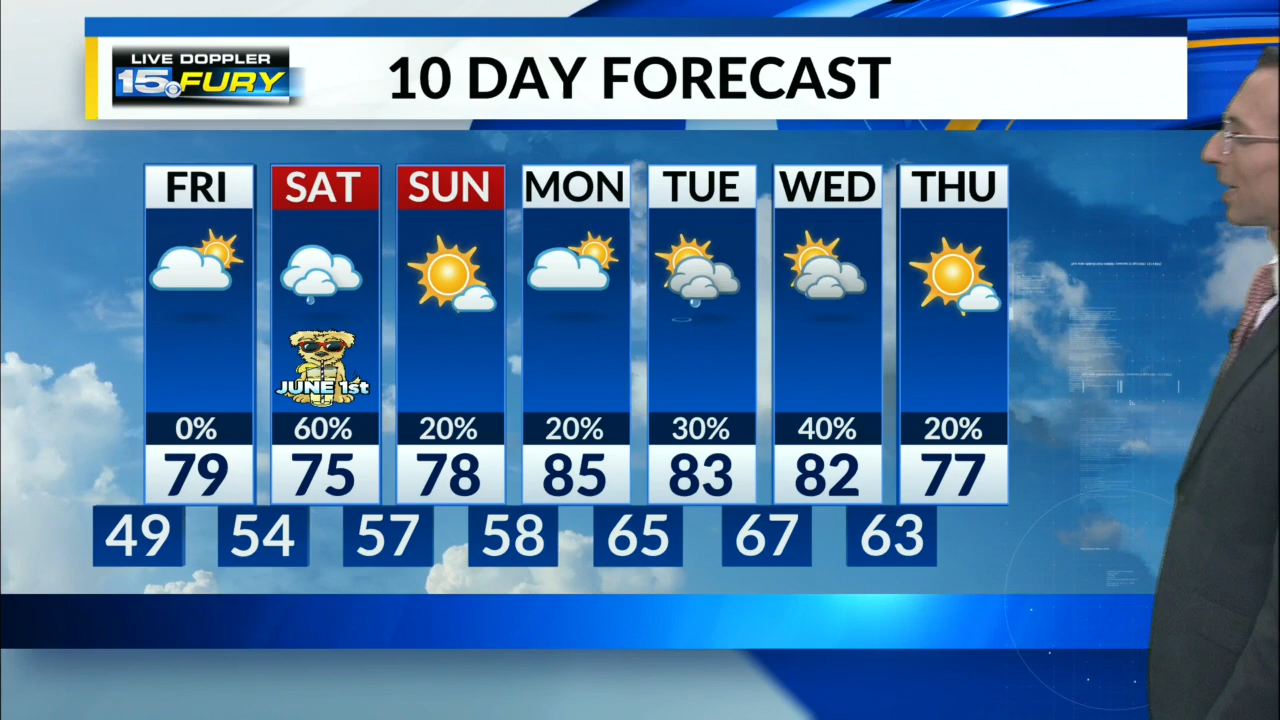 LIVE DOPPLER
15 FURY
10 DAY FORECAST
FRI SAT SUN MON TUE WED THU
JUNE 1st
0% 60% 20% 20% 30% 40% 20%
79 75 78 85 83 82 77
49 54 57 58 65 67 63